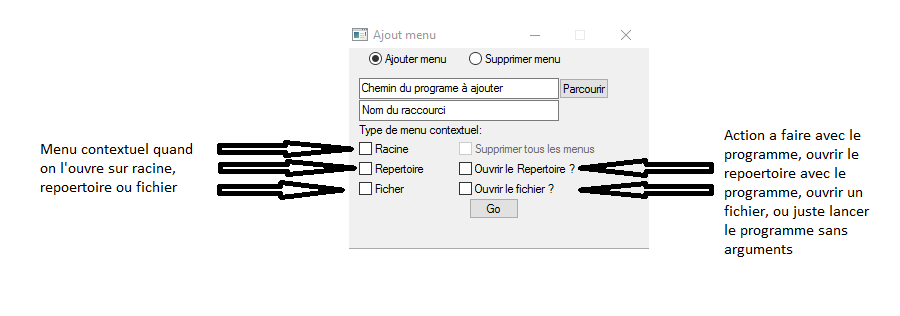 Ajout menu
Ajouter menu
Supprimer menu
Chemin du programe à ajouter
Parcourir
Nom du raccourci
Type de menu contextuel:
Racine
Supprimer tous les menus
Repertoire
Ouvrir le Repertoire ?
Ficher
Ouvrir le fichier ?
Go
Menu contextuel quand
on l'ouvre sur racine,
repoertoire ou fichier
Action a faire avec le
programme, ouvrir le
repoertoire avec le
programme, ouvrir un
fichier, ou juste lancer
le programme sans
arguments